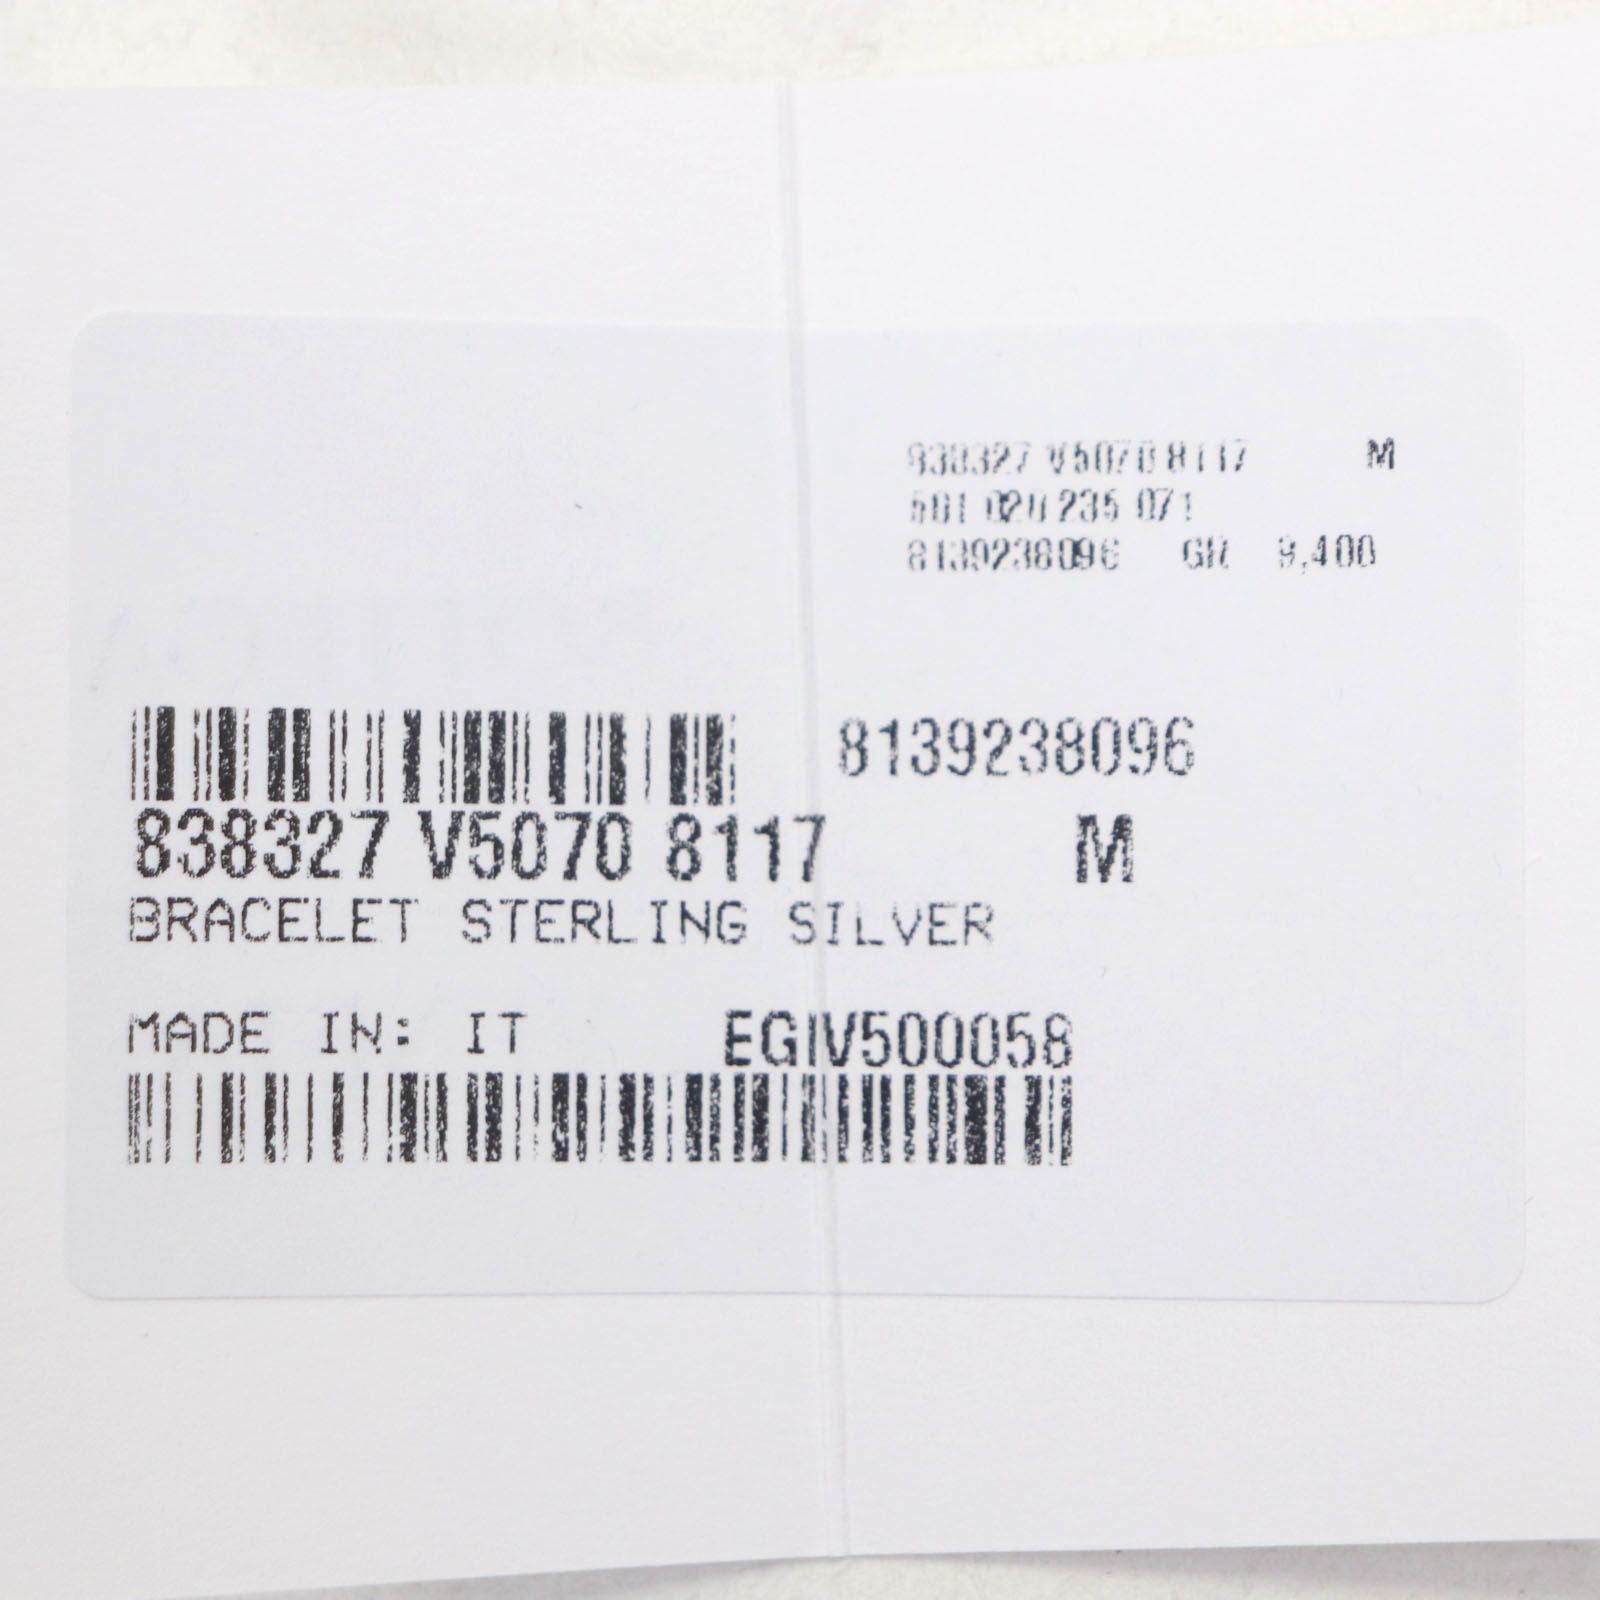 838327 V5070 8117 M
501 020 235 071
8139238096 GR 9,400
8139238096
838327 V5070 8117 M
BRACELET STERLING SILVER
MADE IN: IT EGIV500058